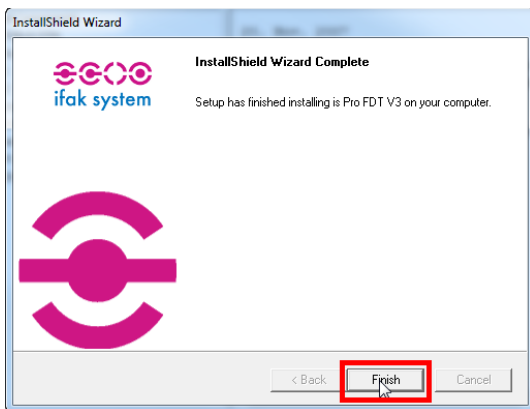 InstallShield Wizard
ifak system
InstallShield Wizard Complete
Setup has finished installing is Pro FDT V3 on your computer.
< Back
Finish
Cancel